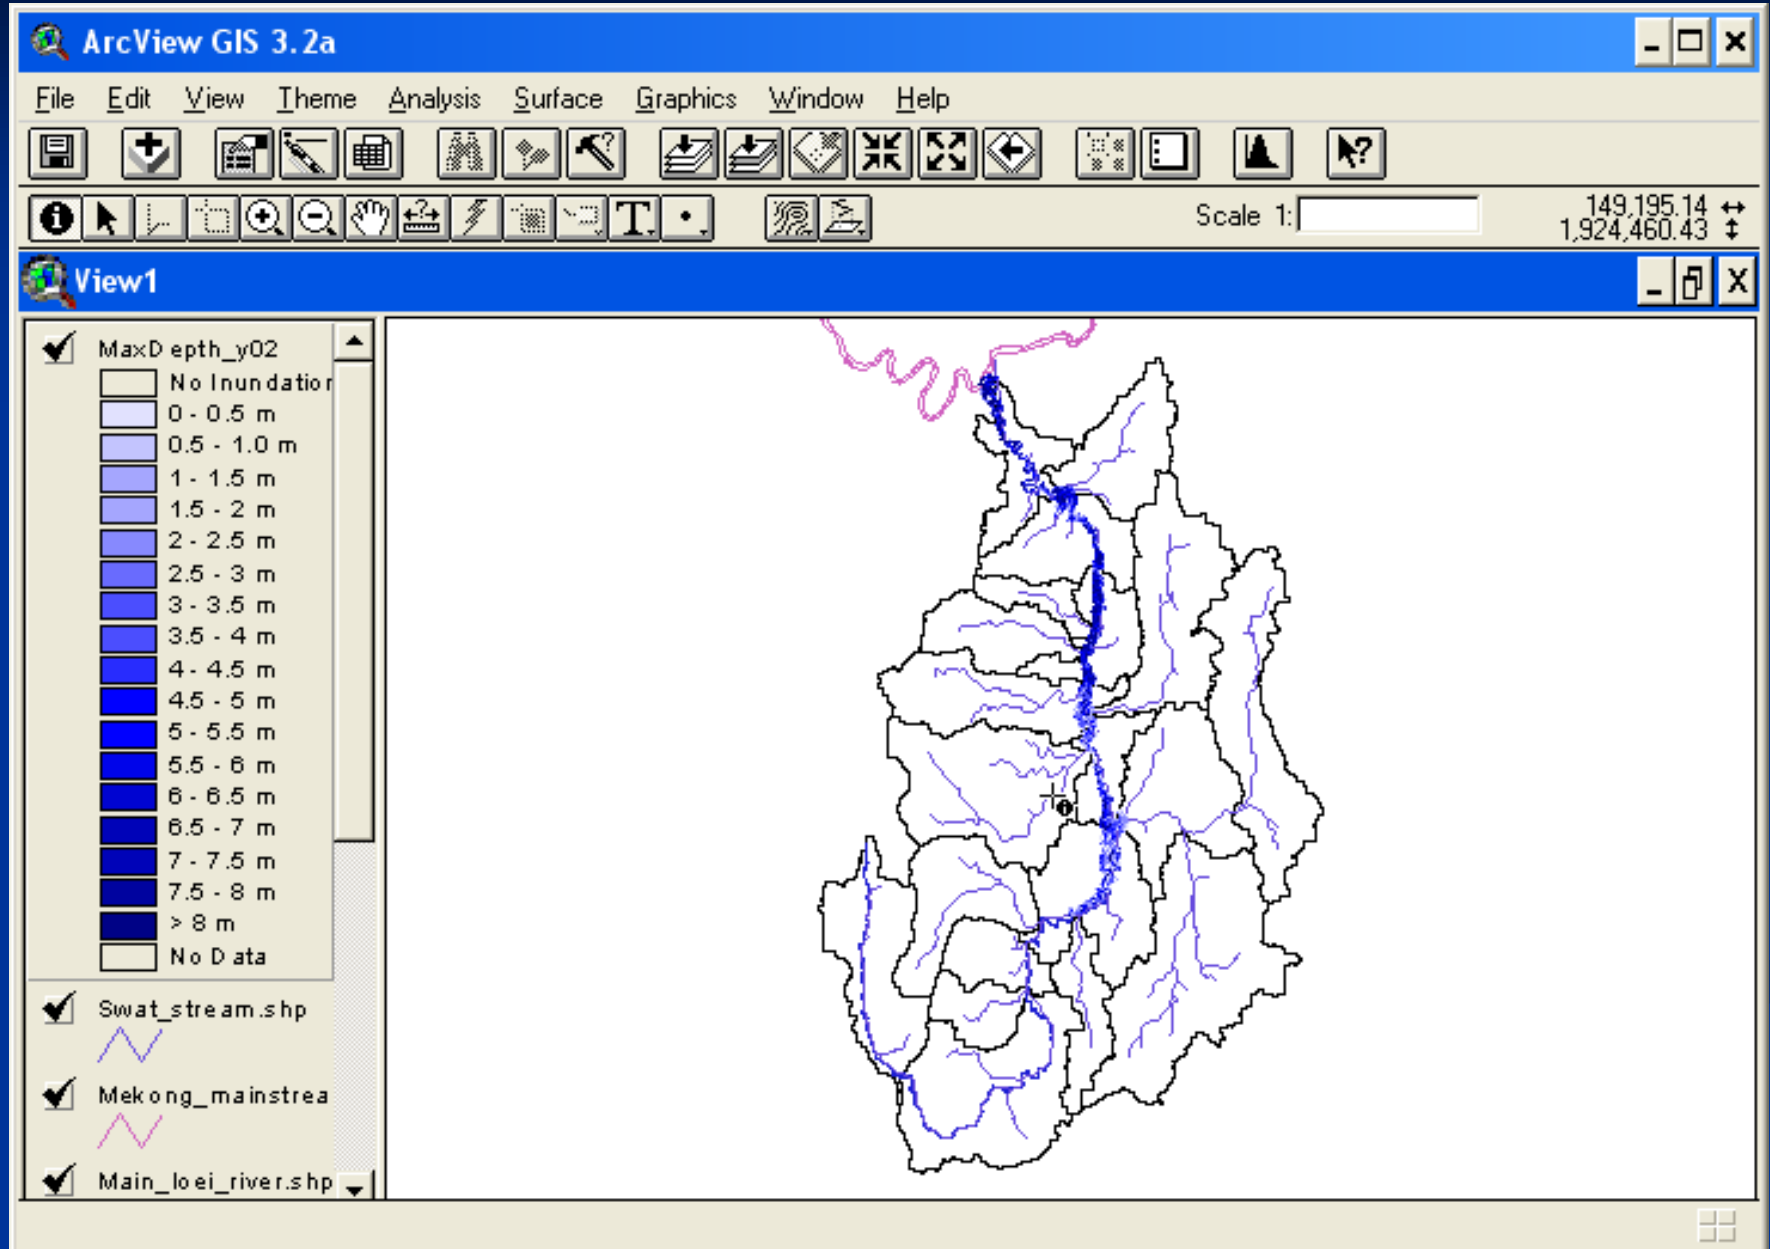 ArcView GIS 3.2a
File Edit View Theme Analysis Surface Graphics Window Help
Scale 1:
149,195.14
1,924,460.43
View1
MaxDepth_y02
No Inundation
0 - 0.5 m
0.5 - 1.0 m
1 - 1.5 m
1.5 - 2 m
2 - 2.5 m
2.5 - 3 m
3 - 3.5 m
3.5 - 4 m
4 - 4.5 m
4.5 - 5 m
5 - 5.5 m
5.5 - 6 m
6 - 6.5 m
6.5 - 7 m
7 - 7.5 m
7.5 - 8 m
> 8 m
No Data
Swat_stream.shp
Mekong_mainstrea
Main_loei_river.shp